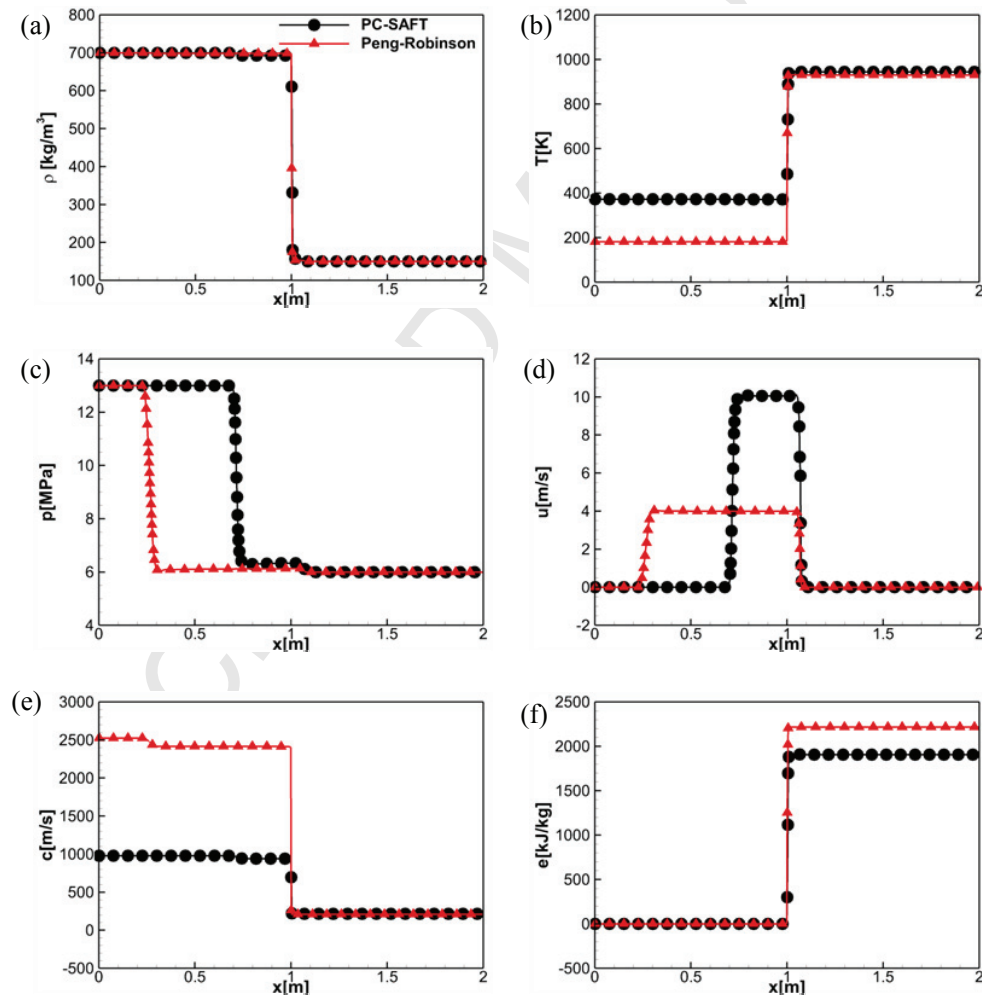 (a)
PC-SAFT
Peng-Robinson
ρ [kg/m³]
800
700
600
500
400
300
200
100
0 0.5 1 1.5 2
x[m]
(b)
T[K]
1200
1000
800
600
400
200
0
0 0.5 1 1.5 2
x[m]
(c)
p[MPa]
14
12
10
8
6
4
0 0.5 1 1.5 2
x[m]
(d)
u[m/s]
12
10
8
6
4
2
0
-2
0 0.5 1 1.5 2
x[m]
(e)
c[m/s]
3000
2500
2000
1500
1000
500
0
-500
0 0.5 1 1.5 2
x[m]
(f)
e[kJ/kg]
2500
2000
1500
1000
500
0
-500
0 0.5 1 1.5 2
x[m]